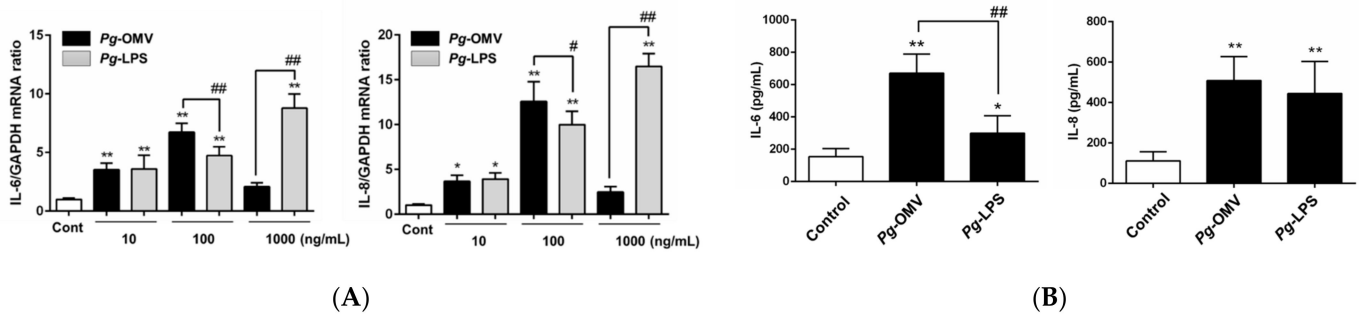 IL-6/GAPDH mRNA ratio
15
10
5
0
Pg-OMV
Pg-LPS
**
**
**
##
**
##
**
Cont
10
100
1000 (ng/mL)
IL-8/GAPDH mRNA ratio
20
15
10
5
0
Pg-OMV
Pg-LPS
*
*
**
#
**
##
**
Cont
10
100
1000 (ng/mL)
(A)
IL-6 (pg/mL)
1000
800
600
400
200
0
**
##
*
Control
Pg-OMV
Pg-LPS
IL-8 (pg/mL)
800
600
400
200
0
**
**
Control
Pg-OMV
Pg-LPS
(B)